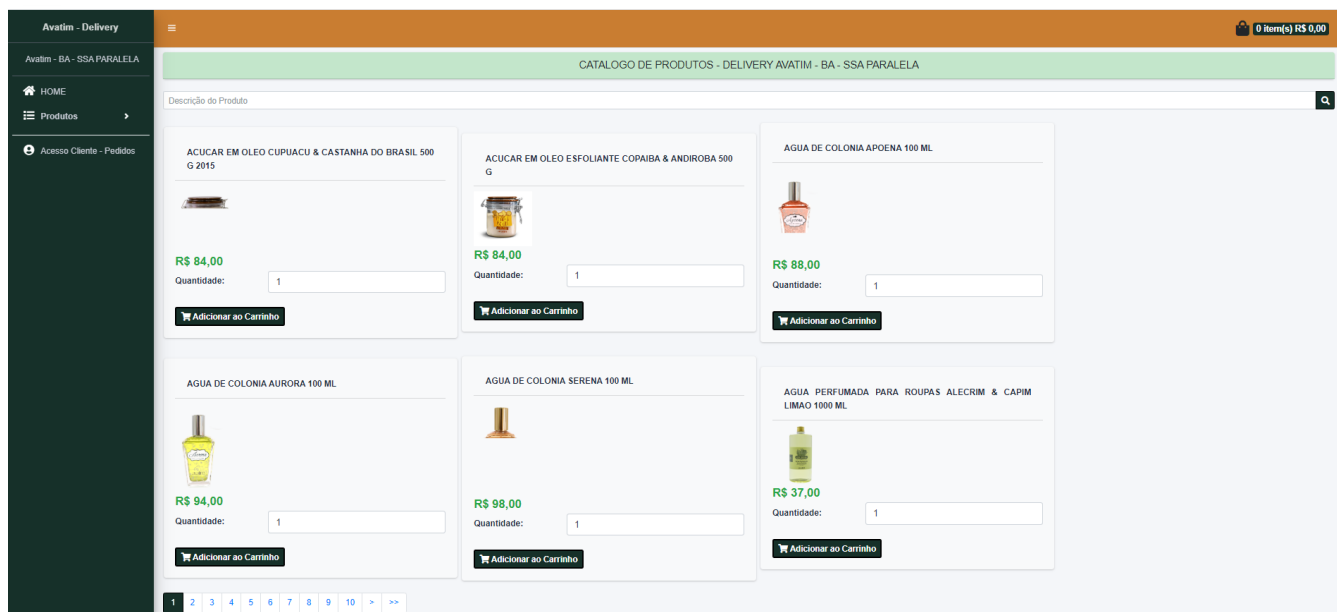 Avatim - Delivery
0 item(s) R$ 0,00
Avatim - BA - SSA PARALELA
HOME
Produtos
Acesso Cliente - Pedidos
CATALOGO DE PRODUTOS - DELIVERY AVATIM - BA - SSA PARALELA
Descrição do Produto
ACUCAR EM OLEO CUPUACU & CASTANHA DO BRASIL 500
G 2015
R$ 84,00
Quantidade: 1
Adicionar ao Carrinho
ACUCAR EM OLEO ESFOLIANTE COPAIBA & ANDIROBA 500
G
R$ 84,00
Quantidade: 1
Adicionar ao Carrinho
AGUA DE COLONIA APOENA 100 ML
R$ 88,00
Quantidade: 1
Adicionar ao Carrinho
AGUA DE COLONIA AURORA 100 ML
R$ 94,00
Quantidade: 1
Adicionar ao Carrinho
AGUA DE COLONIA SERENA 100 ML
R$ 98,00
Quantidade: 1
Adicionar ao Carrinho
AGUA PERFUMADA PARA ROUPAS ALECRIM & CAPIM
LIMAO 1000 ML
R$ 37,00
Quantidade: 1
Adicionar ao Carrinho
1 2 3 4 5 6 7 8 9 10 > >>